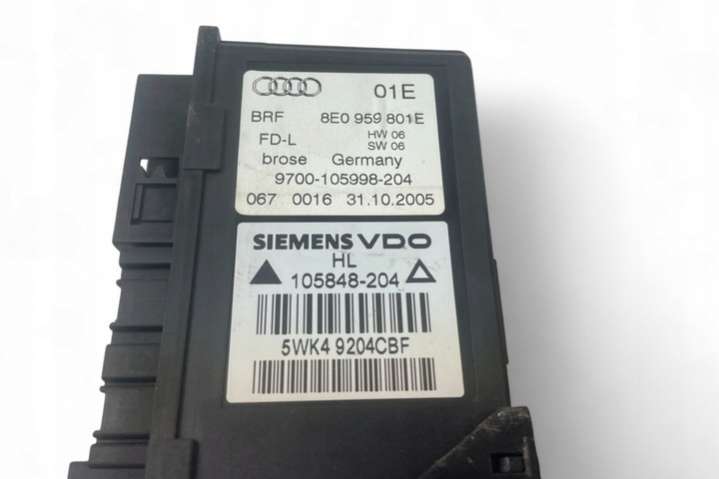 01E
BRF 8E0 959 801E
FD-L HW 06
SW 06
brose Germany
9700-105998-204
067 0016 31.10.2005
SIEMENS VDO
HL
105848-204
5WK4 9204CBF